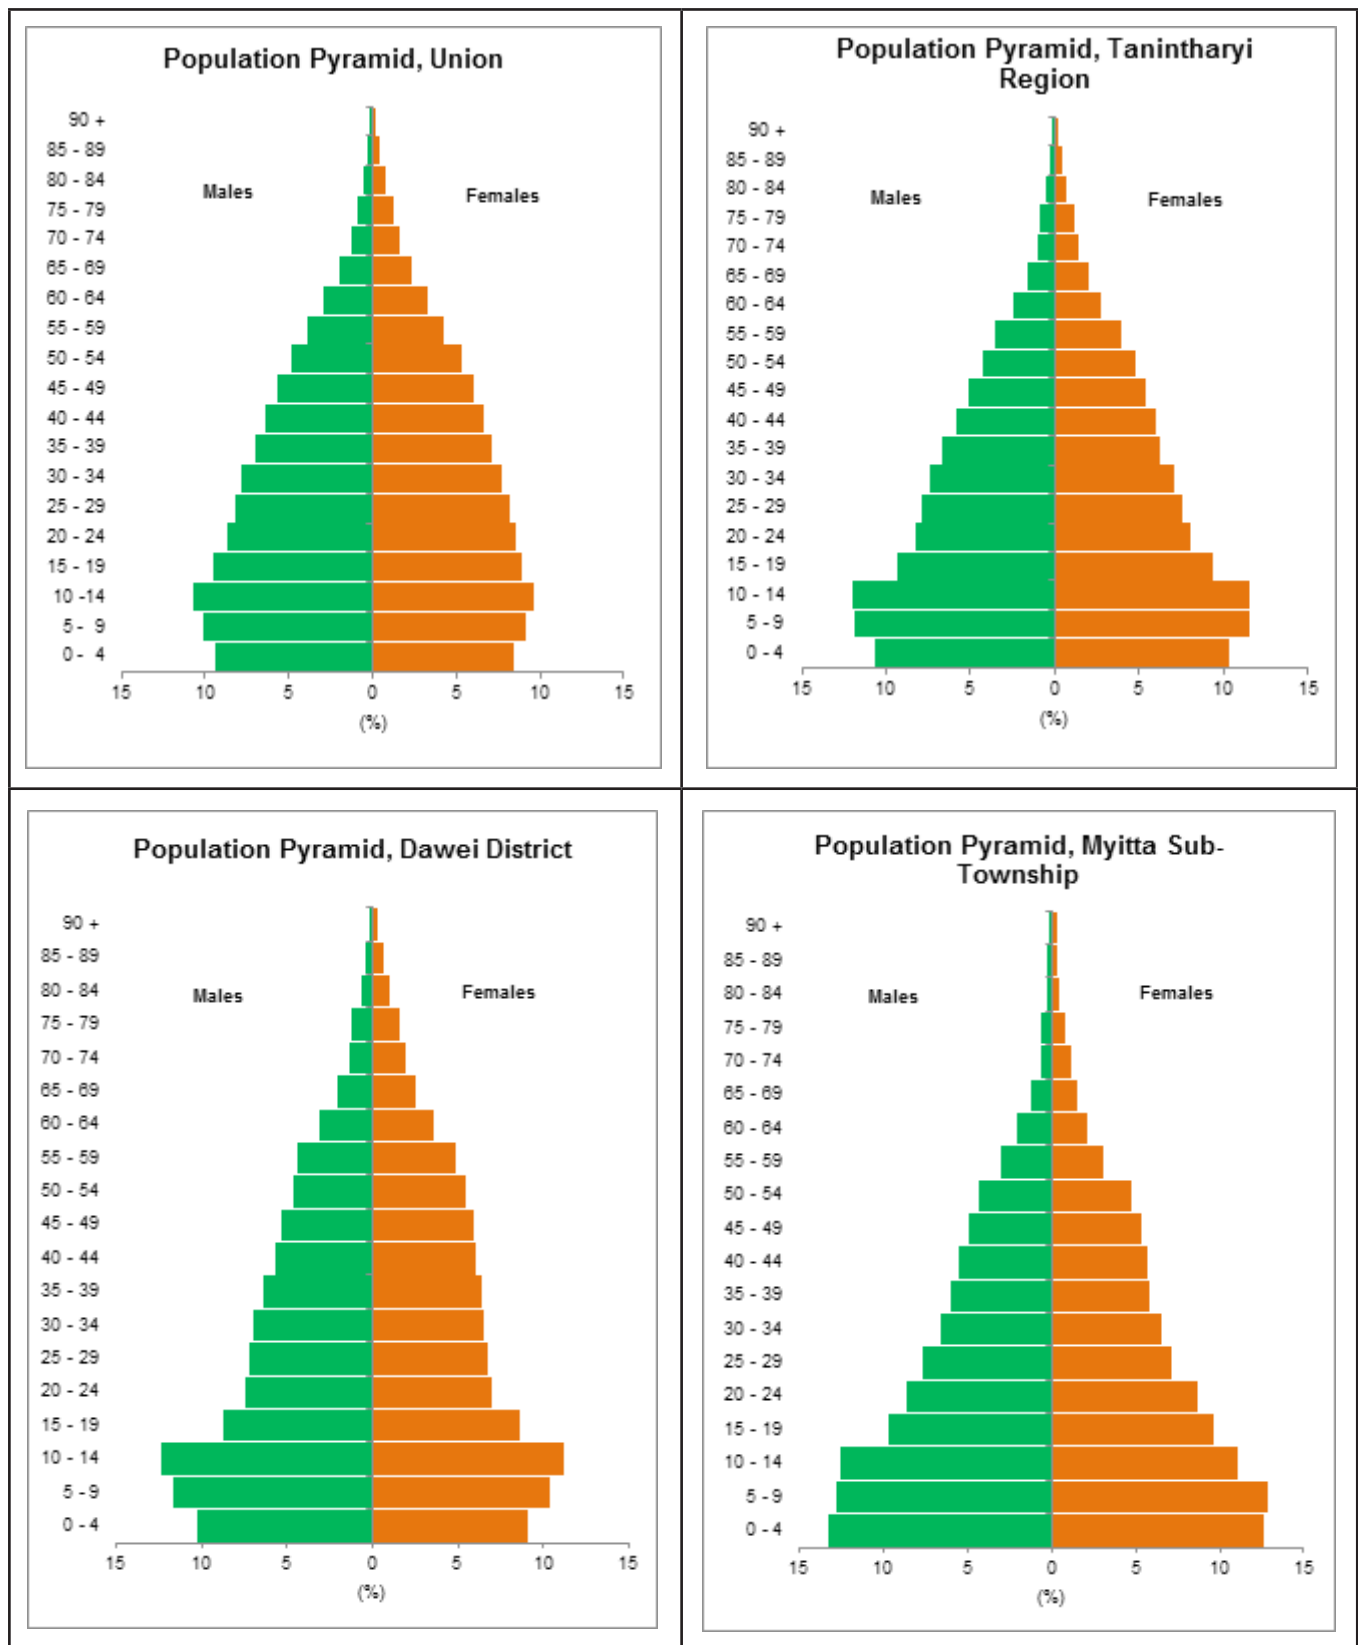 Population Pyramid, Union
90 +
85 - 89
80 - 84
75 - 79
70 - 74
65 - 69
60 - 64
55 - 59
50 - 54
45 - 49
40 - 44
35 - 39
30 - 34
25 - 29
20 - 24
15 - 19
10 -14
5 - 9
0 - 4
Males
Females
15 10 5 0 5 10 15
(%)
Population Pyramid, Tanintharyi
Region
90 +
85 - 89
80 - 84
75 - 79
70 - 74
65 - 69
60 - 64
55 - 59
50 - 54
45 - 49
40 - 44
35 - 39
30 - 34
25 - 29
20 - 24
15 - 19
10 - 14
5 - 9
0 - 4
Males
Females
15 10 5 0 5 10 15
(%)
Population Pyramid, Dawei District
90 +
85 - 89
80 - 84
75 - 79
70 - 74
65 - 69
60 - 64
55 - 59
50 - 54
45 - 49
40 - 44
35 - 39
30 - 34
25 - 29
20 - 24
15 - 19
10 - 14
5 - 9
0 - 4
Males
Females
15 10 5 0 5 10 15
(%)
Population Pyramid, Myitta Sub-
Township
90 +
85 - 89
80 - 84
75 - 79
70 - 74
65 - 69
60 - 64
55 - 59
50 - 54
45 - 49
40 - 44
35 - 39
30 - 34
25 - 29
20 - 24
15 - 19
10 - 14
5 - 9
0 - 4
Males
Females
15 10 5 0 5 10 15
(%)